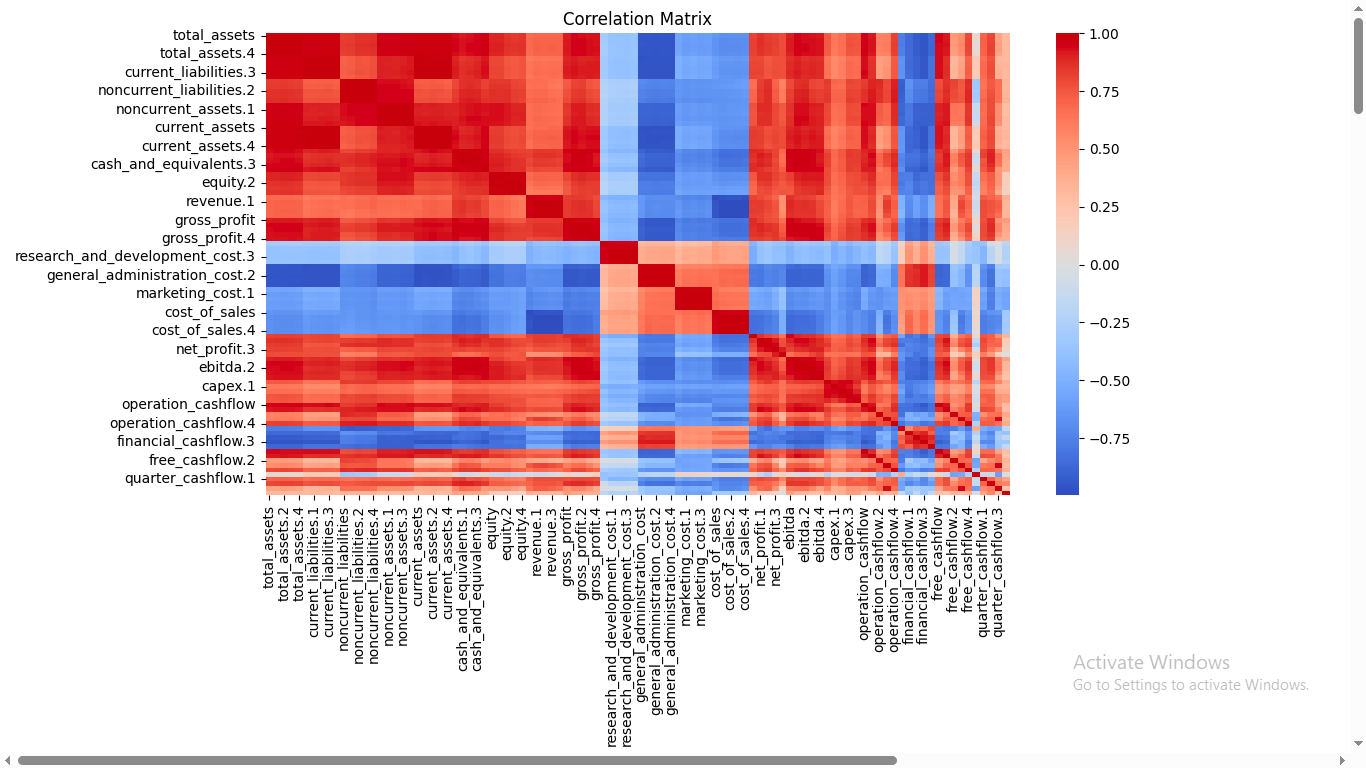 Correlation Matrix
total_assets
total_assets.4
current_liabilities.3
noncurrent_liabilities.2
noncurrent_assets.1
current_assets
current_assets.4
cash_and_equivalents.3
equity.2
revenue.1
gross_profit
gross_profit.4
research_and_development_cost.3
general_administration_cost.2
marketing_cost.1
cost_of_sales
cost_of_sales.4
net_profit.3
ebitda.2
capex.1
operation_cashflow
operation_cashflow.4
financial_cashflow.3
free_cashflow.2
quarter_cashflow.1
total_assets
total_assets.2
total_assets.4
current_liabilities.1
current_liabilities.3
noncurrent_liabilities
noncurrent_liabilities.2
noncurrent_liabilities.4
noncurrent_assets.1
noncurrent_assets.3
current_assets
current_assets.2
current_assets.4
cash_and_equivalents.1
cash_and_equivalents.3
equity
equity.2
equity.4
revenue.1
revenue.3
gross_profit
gross_profit.2
gross_profit.4
research_and_development_cost.1
research_and_development_cost.3
general_administration_cost
general_administration_cost.2
general_administration_cost.4
marketing_cost.1
marketing_cost.3
cost_of_sales
cost_of_sales.2
cost_of_sales.4
net_profit.1
net_profit.3
ebitda
ebitda.2
ebitda.4
capex.1
capex.3
operation_cashflow
operation_cashflow.2
operation_cashflow.4
financial_cashflow.1
financial_cashflow.3
free_cashflow
free_cashflow.2
free_cashflow.4
quarter_cashflow.1
quarter_cashflow.3
1.00
0.75
0.50
0.25
0.00
−0.25
−0.50
−0.75
Activate Windows
Go to Settings to activate Windows.